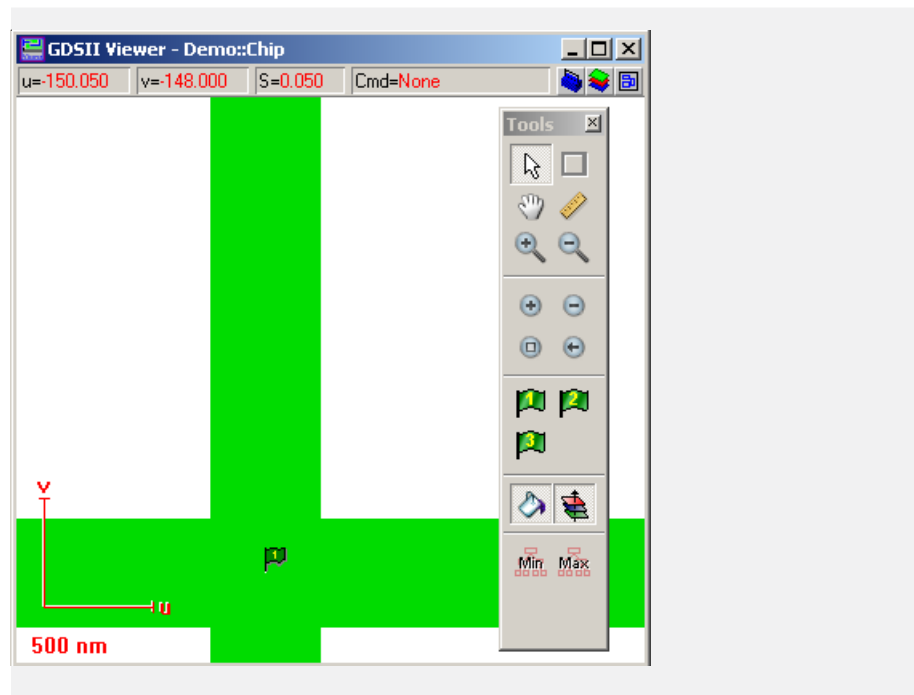 GDSII Viewer - Demo::Chip
u=-150.050 v=-148.000 S=0.050 Cmd=None
Tools
1 2
3
v
1
Min Max
u
500 nm